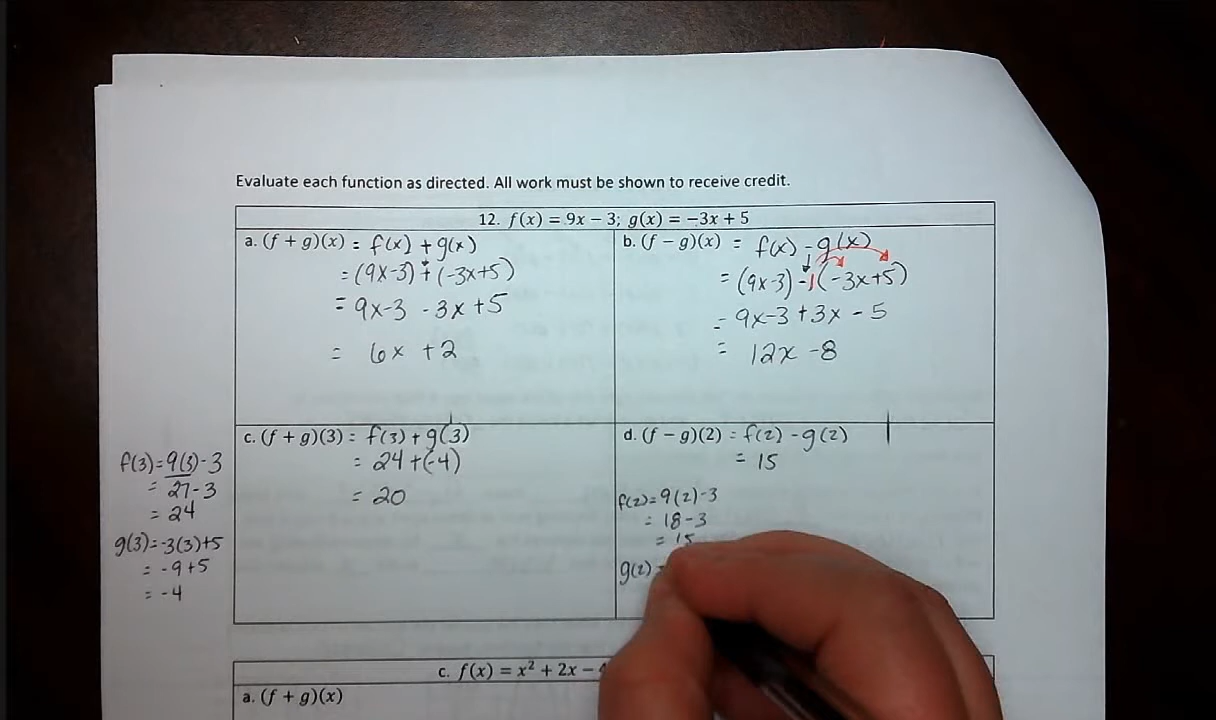 Evaluate each function as directed. All work must be shown to receive credit.
12. f(x) = 9x − 3; g(x) = −3x + 5
a. (f + g)(x) = f(x) + g(x)
= (9x-3) + (-3x+5)
= 9x-3 -3x+5
= 6x +2
b. (f − g)(x) = f(x) - g(x)
= (9x-3) -1(-3x+5)
= 9x-3+3x - 5
= 12x -8
f(3)=9(3)-3
= 27-3
= 24
g(3)=-3(3)+5
= -9+5
= -4
c. (f + g)(3) = f(3) + g(3)
= 24+(-4)
= 20
d. (f − g)(2) = f(2) - g(2)
= 15
f(2)=9(2)-3
= 18-3
= 15
g(2) =
c. f(x) = x² + 2x −
a. (f + g)(x)